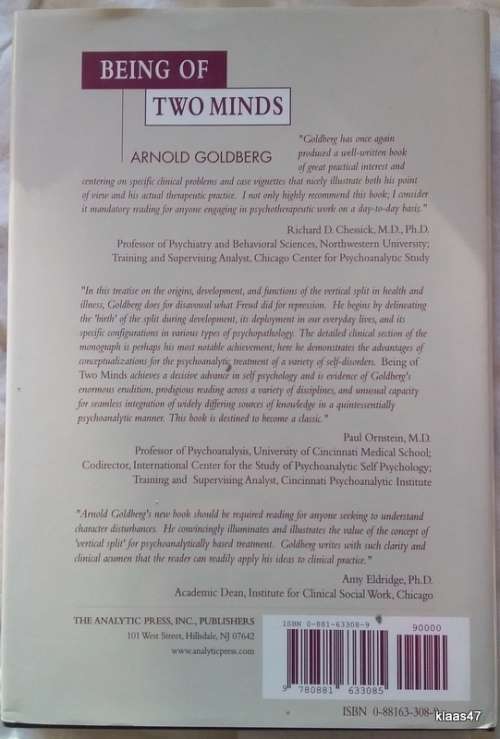 BEING OF
TWO MINDS
ARNOLD GOLDBERG
"Goldberg has once again
produced a well-written book
of great practical interest and
centering on specific clinical problems and case vignettes that nicely illustrate both his point
of view and his actual therapeutic practice. I not only highly recommend this book; I consider
it mandatory reading for anyone engaging in psychotherapeutic work on a day-to-day basis."
Richard D. Chessick, M.D., Ph.D.
Professor of Psychiatry and Behavioral Sciences, Northwestern University;
Training and Supervising Analyst, Chicago Center for Psychoanalytic Study
"In this treatise on the origins, development, and functions of the vertical split in health and
illness, Goldberg does for disavowal what Freud did for repression. He begins by delineating
the 'birth' of the split during development, its deployment in our everyday lives, and its
specific configurations in various types of psychopathology. The detailed clinical section of the
monograph is perhaps his most notable achievement; here he demonstrates the advantages of
conceptualizations for the psychoanalytic treatment of a variety of self-disorders. Being of
Two Minds achieves a decisive advance in self psychology and is evidence of Goldberg's
enormous erudition, prodigious reading across a variety of disciplines, and unusual capacity
for seamless integration of widely differing sources of knowledge in a quintessentially
psychoanalytic manner. This book is destined to become a classic."
Paul Ornstein, M.D.
Professor of Psychoanalysis, University of Cincinnati Medical School;
Codirector, International Center for the Study of Psychoanalytic Self Psychology;
Training and Supervising Analyst, Cincinnati Psychoanalytic Institute
"Arnold Goldberg's new book should be required reading for anyone seeking to understand
character disturbances. He convincingly illuminates and illustrates the value of the concept of
'vertical split' for psychoanalytically based treatment. Goldberg writes with such clarity and
clinical acumen that the reader can readily apply his ideas to clinical practice."
Amy Eldridge, Ph.D.
Academic Dean, Institute for Clinical Social Work, Chicago
THE ANALYTIC PRESS, INC., PUBLISHERS
101 West Street, Hillsdale, NJ 07642
www.analyticpress.com
ISBN 0-881-63308-9
90000
9 780881 633085
ISBN 0-88163-308-9
klaas47